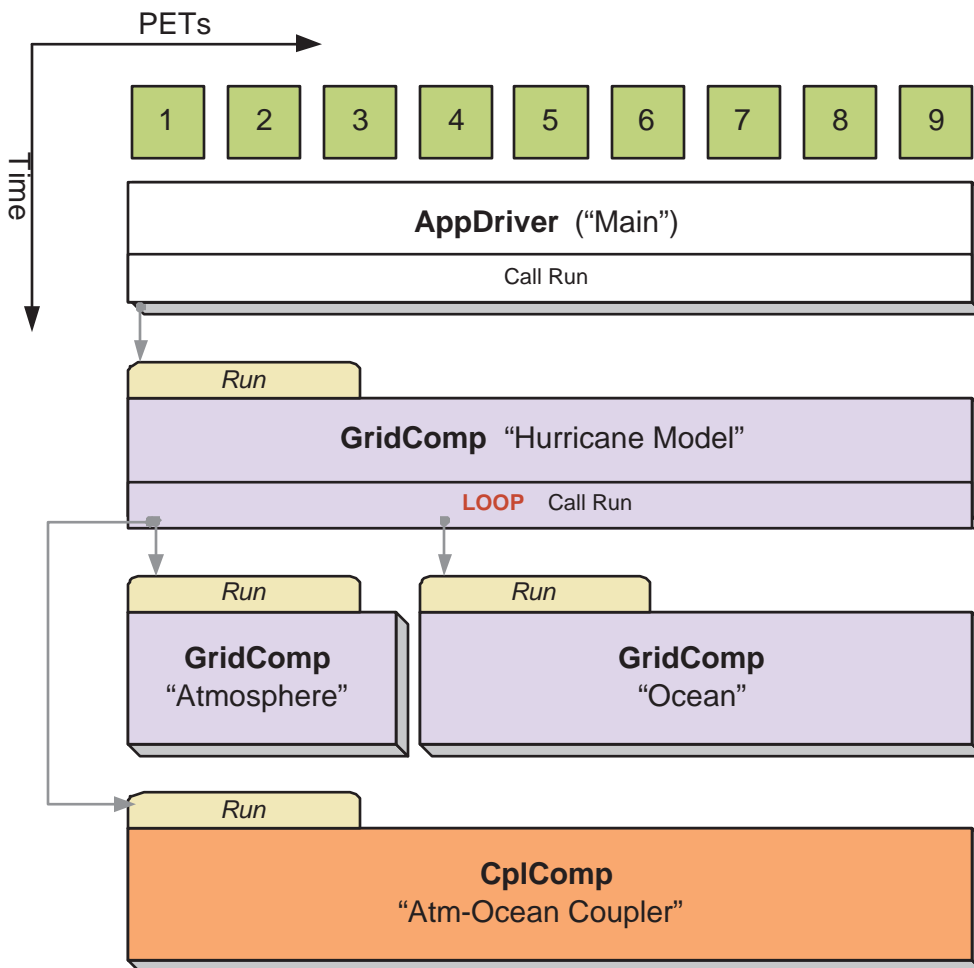 PETs
Time
1 2 3 4 5 6 7 8 9
AppDriver (“Main”)
Call Run
Run
GridComp “Hurricane Model”
LOOP Call Run
Run
Run
GridComp
“Atmosphere”
GridComp
“Ocean”
Run
CplComp
“Atm-Ocean Coupler”